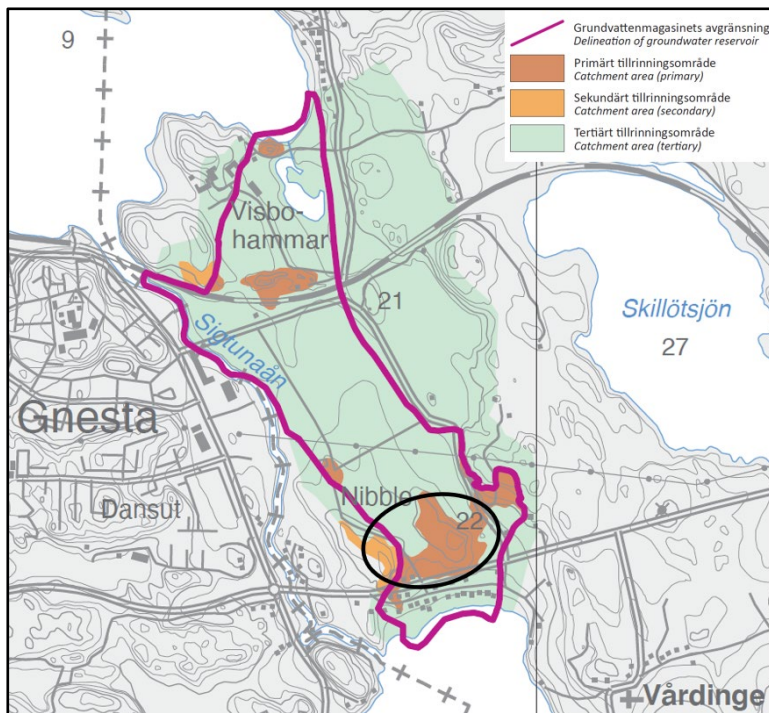 Grundvattenmagasinets avgränsning
Delineation of groundwater reservoir
Primärt tillrinningsområde
Catchment area (primary)
Sekundärt tillrinningsområde
Catchment area (secondary)
Tertiärt tillrinningsområde
Catchment area (tertiary)
9
Visbo-
hammar
21
Skillötsjön
27
Sigtunaån
Gnesta
Nibble
Dansut
22
Vårdinge